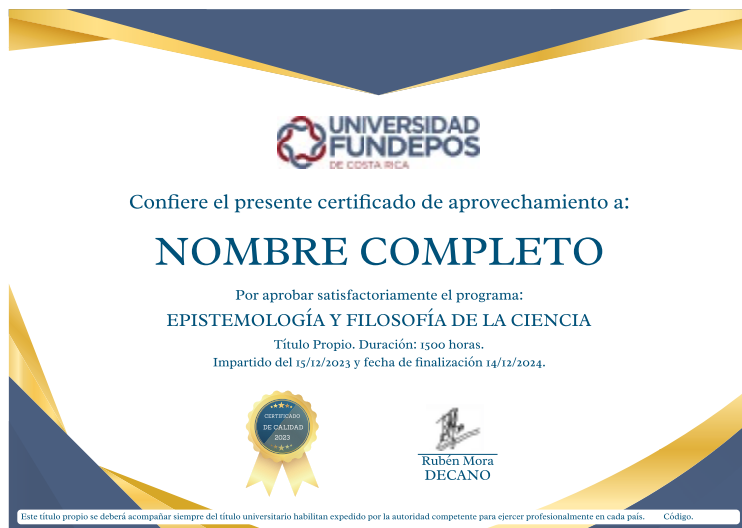 UNIVERSIDAD
FUNDEPOS
DE COSTA RICA
Confiere el presente certificado de aprovechamiento a:
NOMBRE COMPLETO
Por aprobar satisfactoriamente el programa:
EPISTEMOLOGÍA Y FILOSOFÍA DE LA CIENCIA
Título Propio. Duración: 1500 horas.
Impartido del 15/12/2023 y fecha de finalización 14/12/2024.
CERTIFICADO
DE CALIDAD
2023
Rubén Mora
DECANO
Este título propio se deberá acompañar siempre del título universitario habilitan expedido por la autoridad competente para ejercer profesionalmente en cada país. Código.